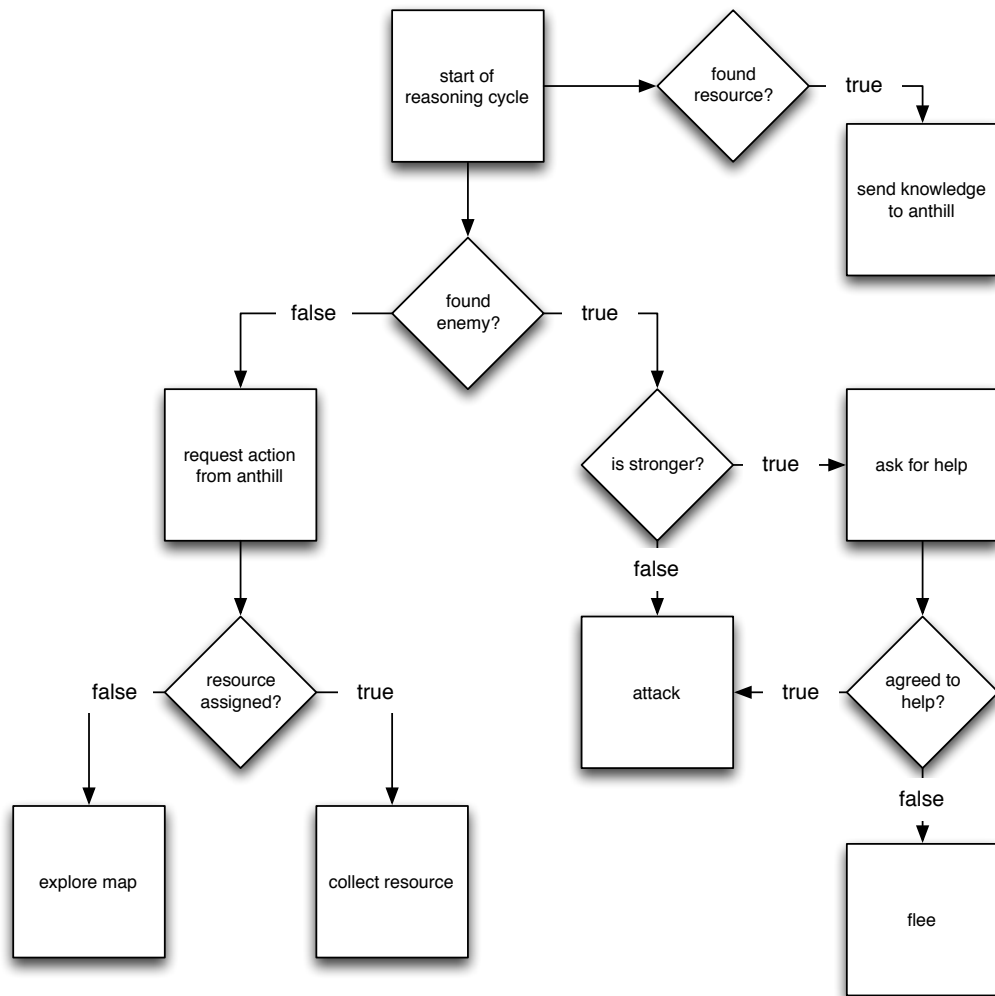 start of
reasoning cycle
found
resource?
true
send knowledge
to anthill
found
enemy?
false
true
request action
from anthill
is stronger?
true
ask for help
false
resource
assigned?
false
true
attack
true
agreed to
help?
false
explore map
collect resource
flee